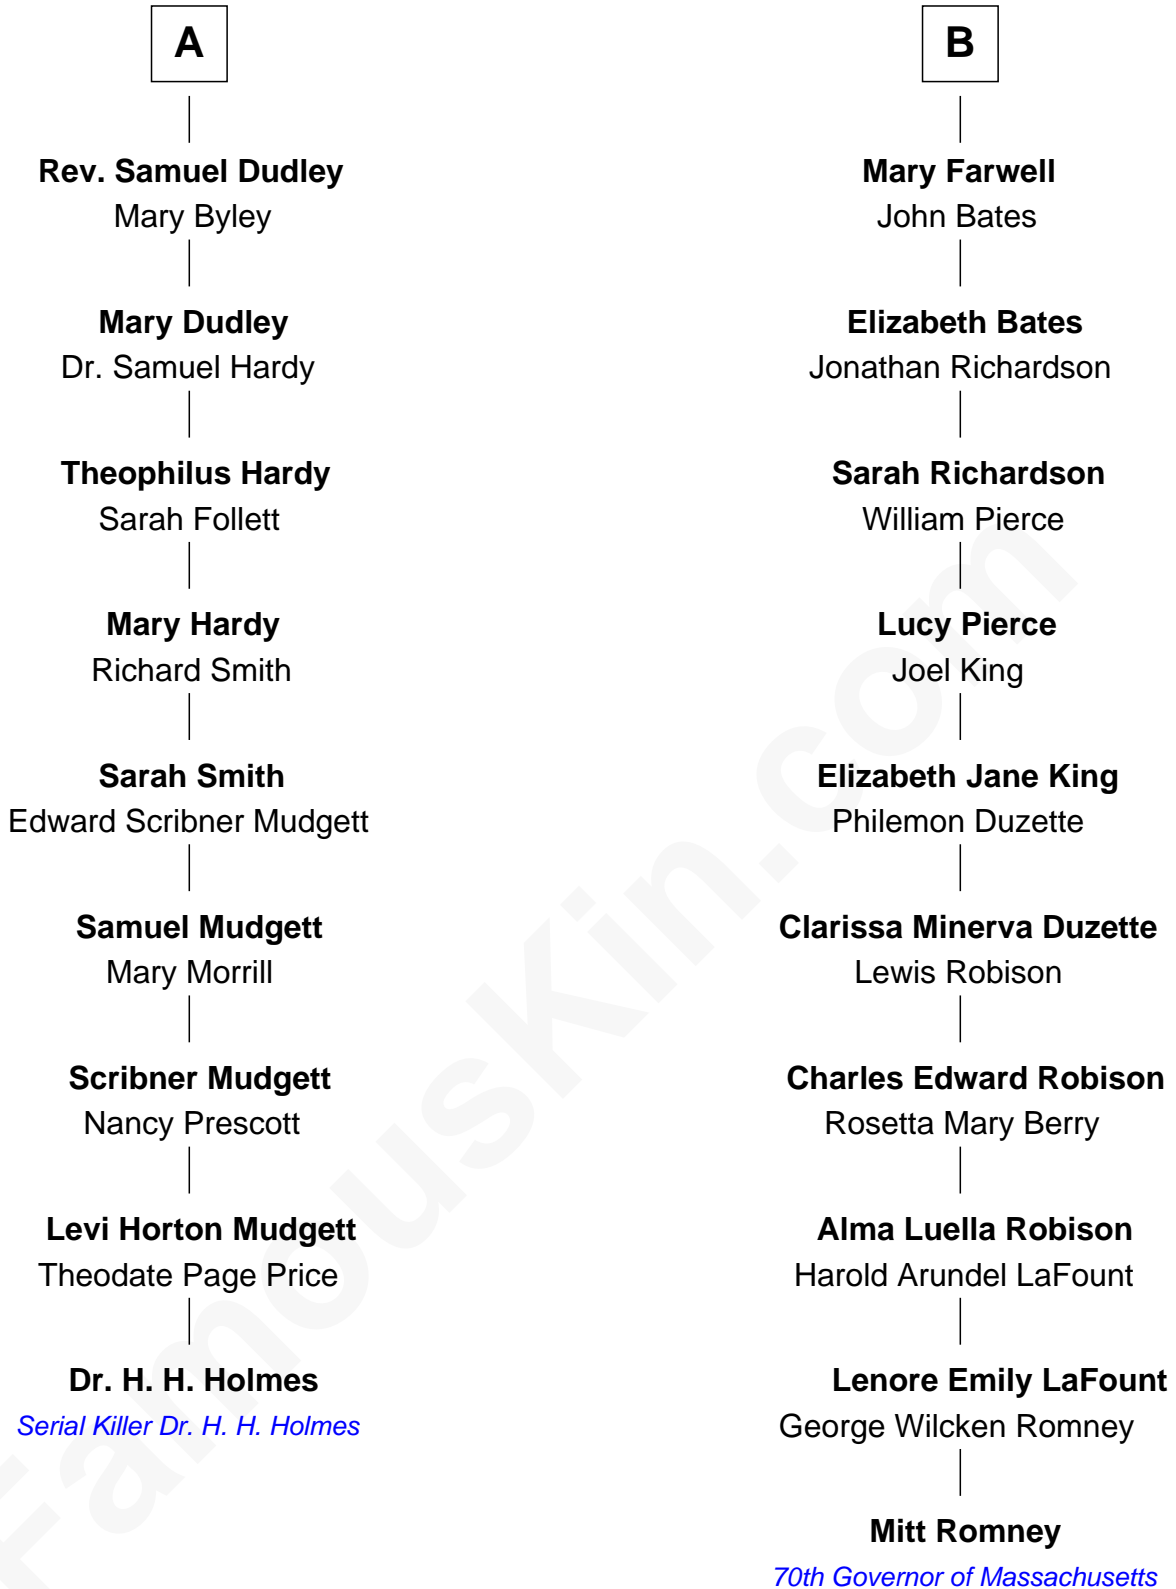 A
Rev. Samuel Dudley
Mary Byley
Mary Dudley
Dr. Samuel Hardy
Theophilus Hardy
Sarah Follett
Mary Hardy
Richard Smith
Sarah Smith
Edward Scribner Mudgett
Samuel Mudgett
Mary Morrill
Scribner Mudgett
Nancy Prescott
Levi Horton Mudgett
Theodate Page Price
Dr. H. H. Holmes
Serial Killer Dr. H. H. Holmes
B
Mary Farwell
John Bates
Elizabeth Bates
Jonathan Richardson
Sarah Richardson
William Pierce
Lucy Pierce
Joel King
Elizabeth Jane King
Philemon Duzette
Clarissa Minerva Duzette
Lewis Robison
Charles Edward Robison
Rosetta Mary Berry
Alma Luella Robison
Harold Arundel LaFount
Lenore Emily LaFount
George Wilcken Romney
Mitt Romney
70th Governor of Massachusetts
FamousKin.com